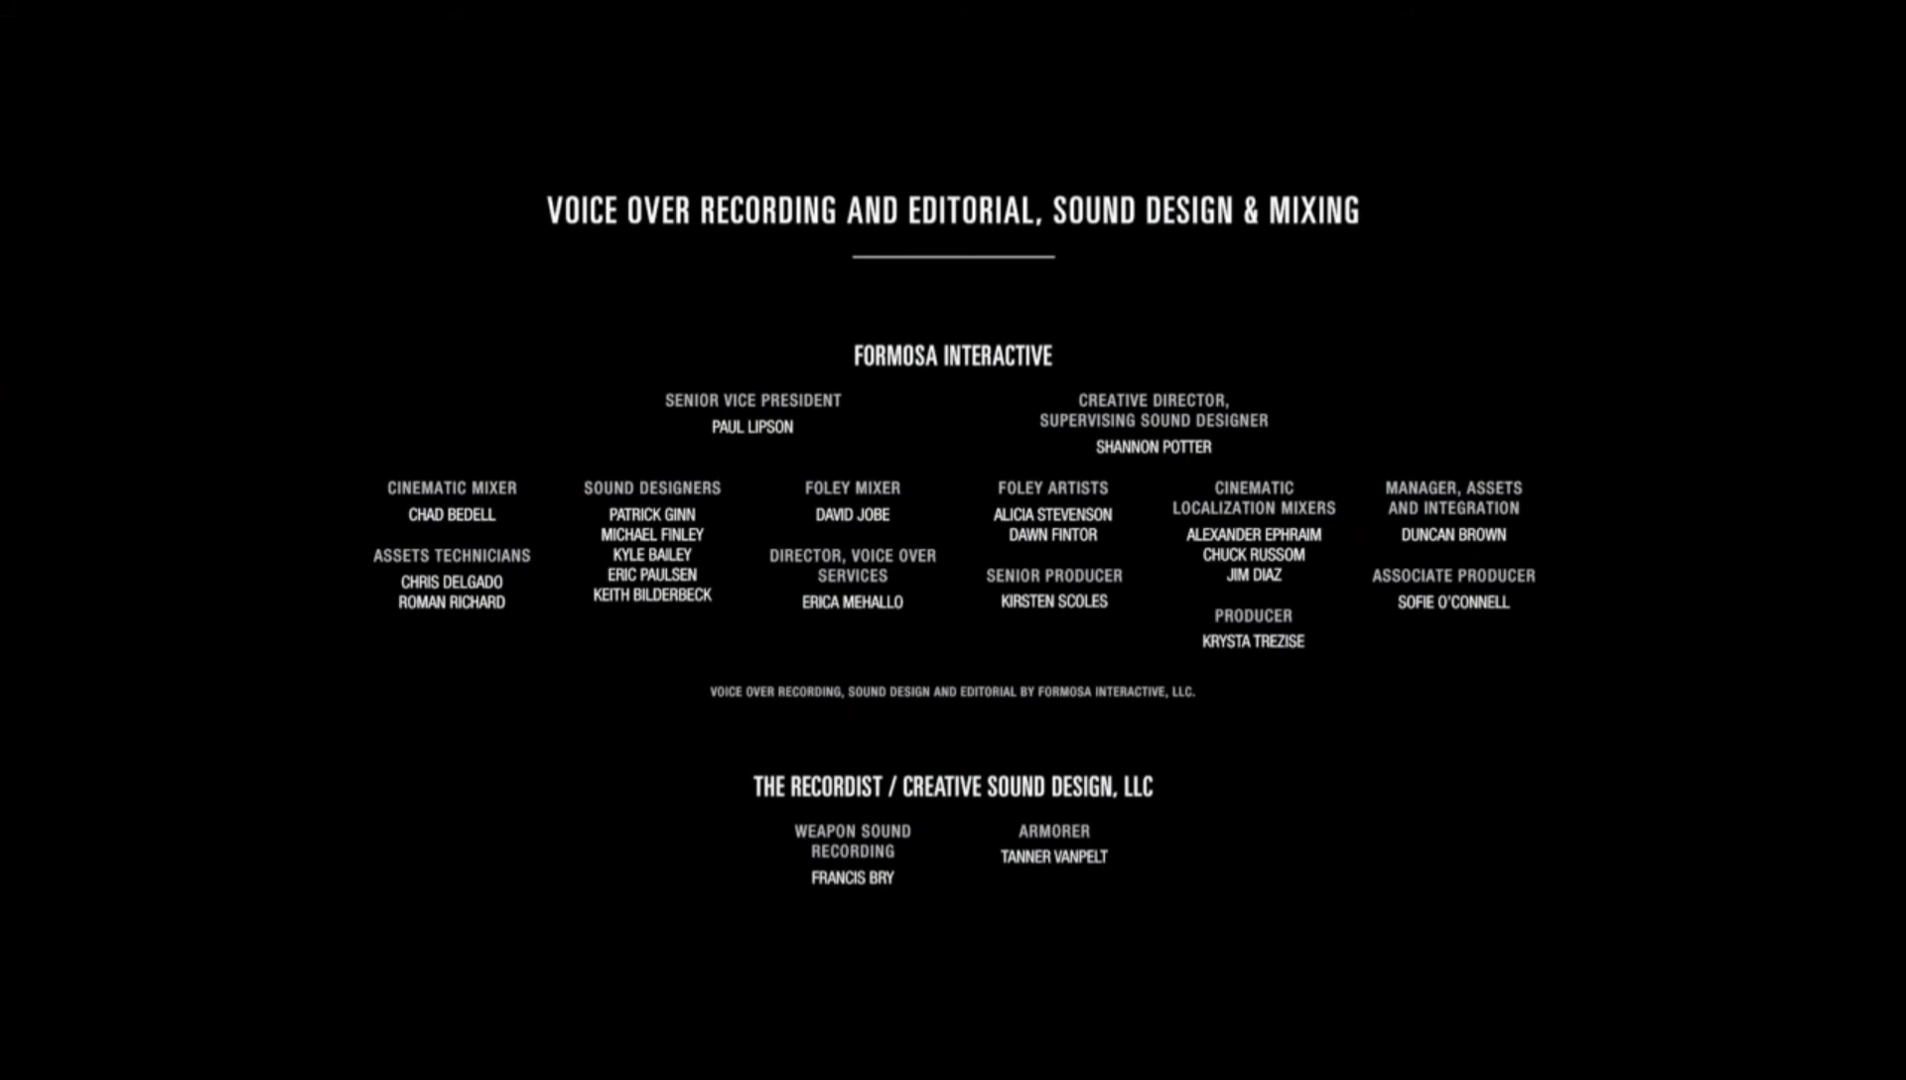 VOICE OVER RECORDING AND EDITORIAL, SOUND DESIGN & MIXING
FORMOSA INTERACTIVE
SENIOR VICE PRESIDENT
PAUL LIPSON
CREATIVE DIRECTOR,
SUPERVISING SOUND DESIGNER
SHANNON POTTER
CINEMATIC MIXER
CHAD BEDELL
ASSETS TECHNICIANS
CHRIS DELGADO
ROMAN RICHARD
SOUND DESIGNERS
PATRICK GINN
MICHAEL FINLEY
KYLE BAILEY
ERIC PAULSEN
KEITH BILDERBECK
FOLEY MIXER
DAVID JOBE
DIRECTOR, VOICE OVER
SERVICES
ERICA MEHALLO
FOLEY ARTISTS
ALICIA STEVENSON
DAWN FINTOR
SENIOR PRODUCER
KIRSTEN SCOLES
CINEMATIC
LOCALIZATION MIXERS
ALEXANDER EPHRAIM
CHUCK RUSSOM
JIM DIAZ
PRODUCER
KRYSTA TREZISE
MANAGER, ASSETS
AND INTEGRATION
DUNCAN BROWN
ASSOCIATE PRODUCER
SOFIE O'CONNELL
VOICE OVER RECORDING, SOUND DESIGN AND EDITORIAL BY FORMOSA INTERACTIVE, LLC.
THE RECORDIST / CREATIVE SOUND DESIGN, LLC
WEAPON SOUND
RECORDING
FRANCIS BRY
ARMORER
TANNER VANPELT